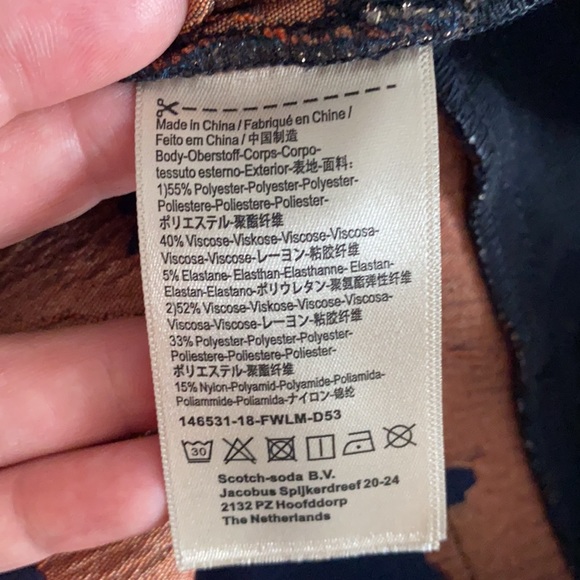 Made in China / Fabriqué en Chine /
Feito em China / 中国制造
Body-Oberstoff-Corps-Corpo-
tessuto esterno-Exterior-表地-面料:
1)55% Polyester-Polyester-Polyester-
Poliestere-Poliestere-Poliester-
ポリエステル-聚酯纤维
40% Viscose-Viskose-Viscose-Viscosa-
Viscosa-Viscose-レーヨン-粘胶纤维
5% Elastane- Elasthan-Elasthanne- Elastan-
Elastan-Elastano-ポリウレタン-聚氨酯弹性纤维
2)52% Viscose-Viskose-Viscose-Viscosa-
Viscosa-Viscose-レーヨン-粘胶纤维
33% Polyester-Polyester-Polyester-
Poliestere-Poliestere-Poliester-
ポリエステル-聚酯纤维
15% Nylon-Polyamid-Polyamide-Poliamida-
Poliammide-Poliamida-ナイロン-锦纶
146531-18-FWLM-D53
30
Scotch-soda B.V.
Jacobus Spijkerdreef 20-24
2132 PZ Hoofddorp
The Netherlands